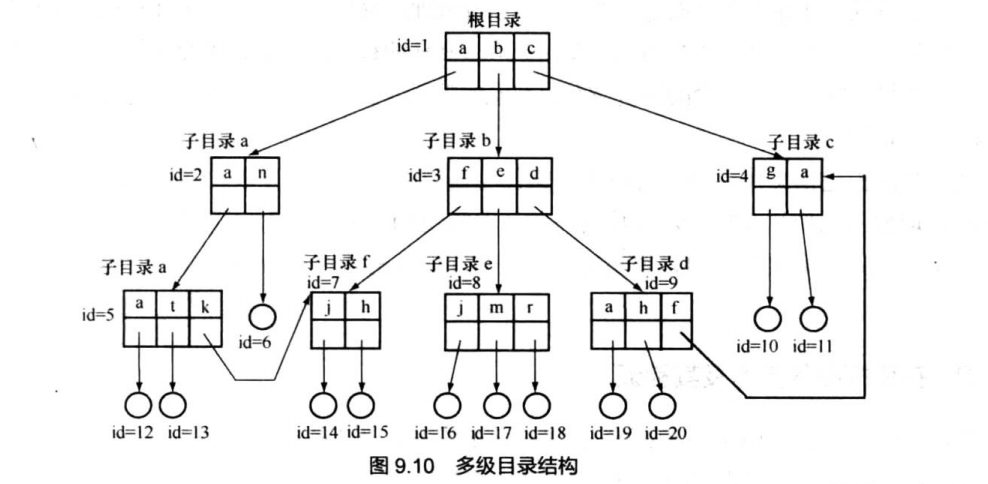 根目录
id=1 a b c
子目录 a 子目录 b 子目录 c
id=2 a n id=3 f e d id=4 g a
子目录 a 子目录 f 子目录 e 子目录 d
id=7 id=8 id=9
id=5 a t k j h j m r a h f
id=6 id=10 id=11
id=12 id=13 id=14 id=15 id=16 id=17 id=18 id=19 id=20
图 9.10 多级目录结构